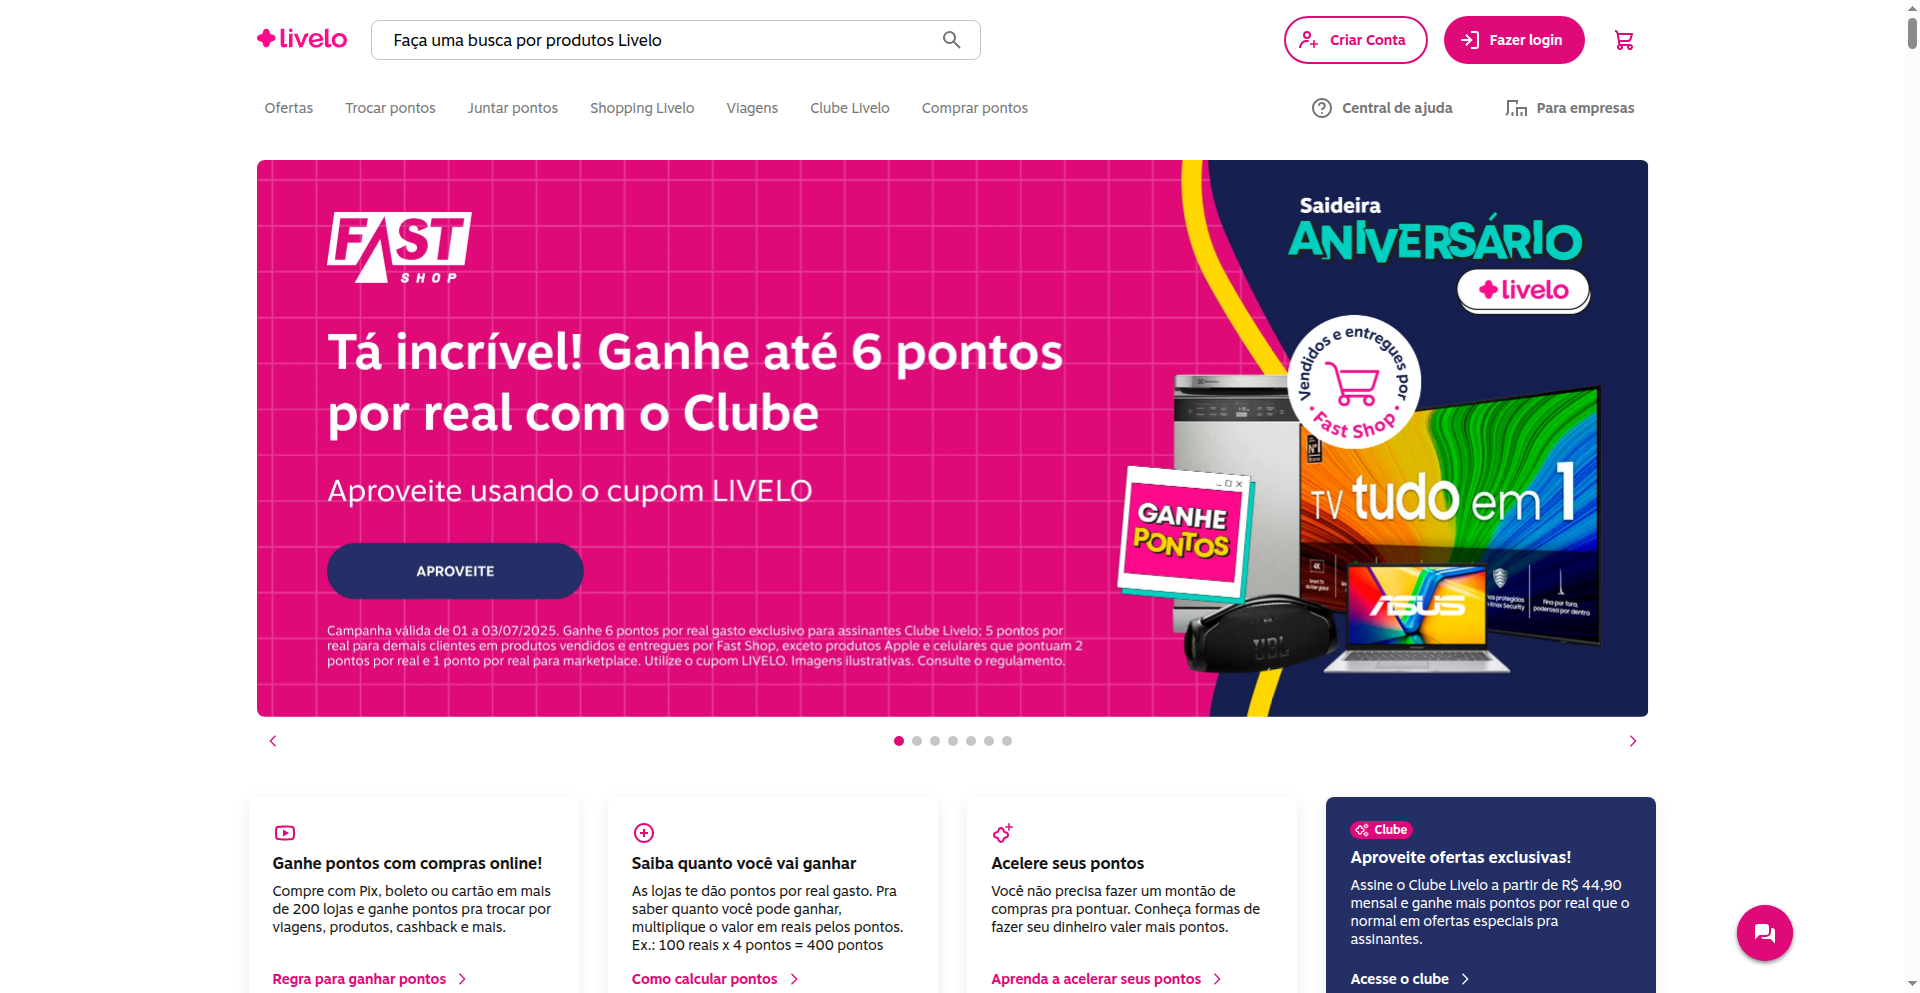 livelo
Faça uma busca por produtos Livelo
Criar Conta
Fazer login
Ofertas
Trocar pontos
Juntar pontos
Shopping Livelo
Viagens
Clube Livelo
Comprar pontos
Central de ajuda
Para empresas
FAST
SHOP
Tá incrível! Ganhe até 6 pontos
por real com o Clube
Aproveite usando o cupom LIVELO
APROVEITE
Campanha válida de 01 a 03/07/2025. Ganhe 6 pontos por real gasto exclusivo para assinantes Clube Livelo; 5 pontos por
real para demais clientes em produtos vendidos e entregues por Fast Shop, exceto produtos Apple e celulares que pontuam 2
pontos por real e 1 ponto por real para marketplace. Utilize o cupom LIVELO. Imagens ilustrativas. Consulte o regulamento.
Saideira
ANIVERSÁRIO
livelo
Vendidos e entregues por
• Fast Shop •
GANHE
PONTOS
TV tudo em 1
4K
Knox Security
Fina por fora,
poderosa por dentro
ASUS
JBL
Ganhe pontos com compras online!
Compre com Pix, boleto ou cartão em mais
de 200 lojas e ganhe pontos pra trocar por
viagens, produtos, cashback e mais.
Regra para ganhar pontos
Saiba quanto você vai ganhar
As lojas te dão pontos por real gasto. Pra
saber quanto você pode ganhar,
multiplique o valor em reais pelos pontos.
Ex.: 100 reais x 4 pontos = 400 pontos
Como calcular pontos
Acelere seus pontos
Você não precisa fazer um montão de
compras pra pontuar. Conheça formas de
fazer seu dinheiro valer mais pontos.
Aprenda a acelerar seus pontos
Clube
Aproveite ofertas exclusivas!
Assine o Clube Livelo a partir de R$ 44,90
mensal e ganhe mais pontos por real que o
normal em ofertas especiais pra
assinantes.
Acesse o clube